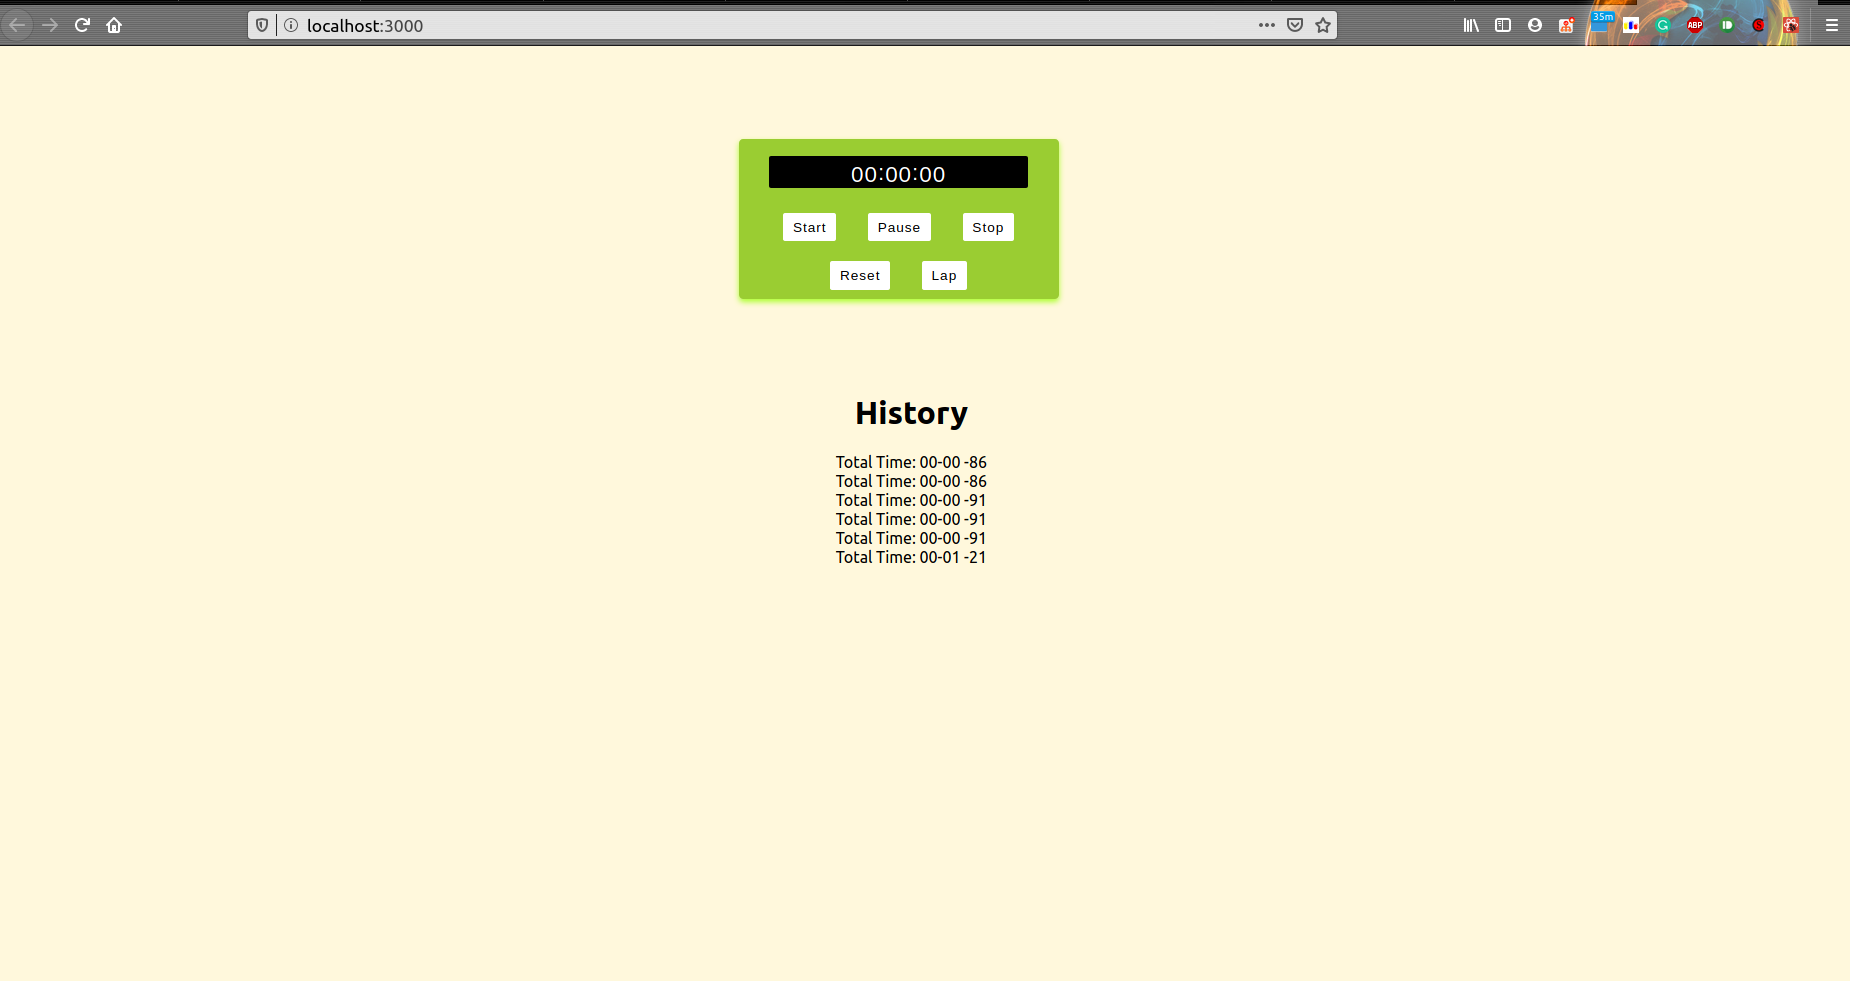 localhost:3000
35m
ABP
00:00:00
Start Pause Stop
Reset Lap
History
Total Time: 00-00 -86
Total Time: 00-00 -86
Total Time: 00-00 -91
Total Time: 00-00 -91
Total Time: 00-00 -91
Total Time: 00-01 -21